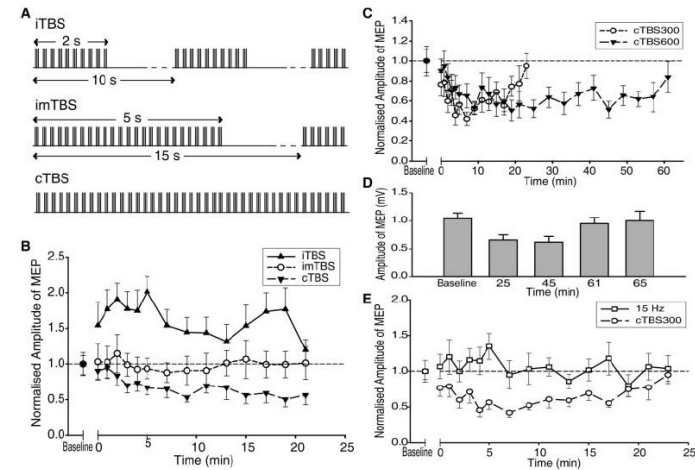 A
iTBS
2 s
10 s
imTBS
5 s
15 s
cTBS
B
Normalised Amplitude of MEP
2.5
2.0
1.5
1.0
0.5
0.0
iTBS
imTBS
cTBS
Baseline
0
5
10
15
20
25
Time (min)
C
Normalised Amplitude of MEP
1.4
1.2
1.0
0.8
0.6
0.4
0.2
0.0
cTBS300
cTBS600
Baseline
0
10
20
30
40
50
60
Time (min)
D
Amplitude of MEP (mV)
1.5
1.0
0.5
0.0
Baseline
25
45
61
65
Time (min)
E
Normalised Amplitude of MEP
2.0
1.5
1.0
0.5
0.0
15 Hz
cTBS300
Baseline
0
5
10
15
20
25
Time (min)